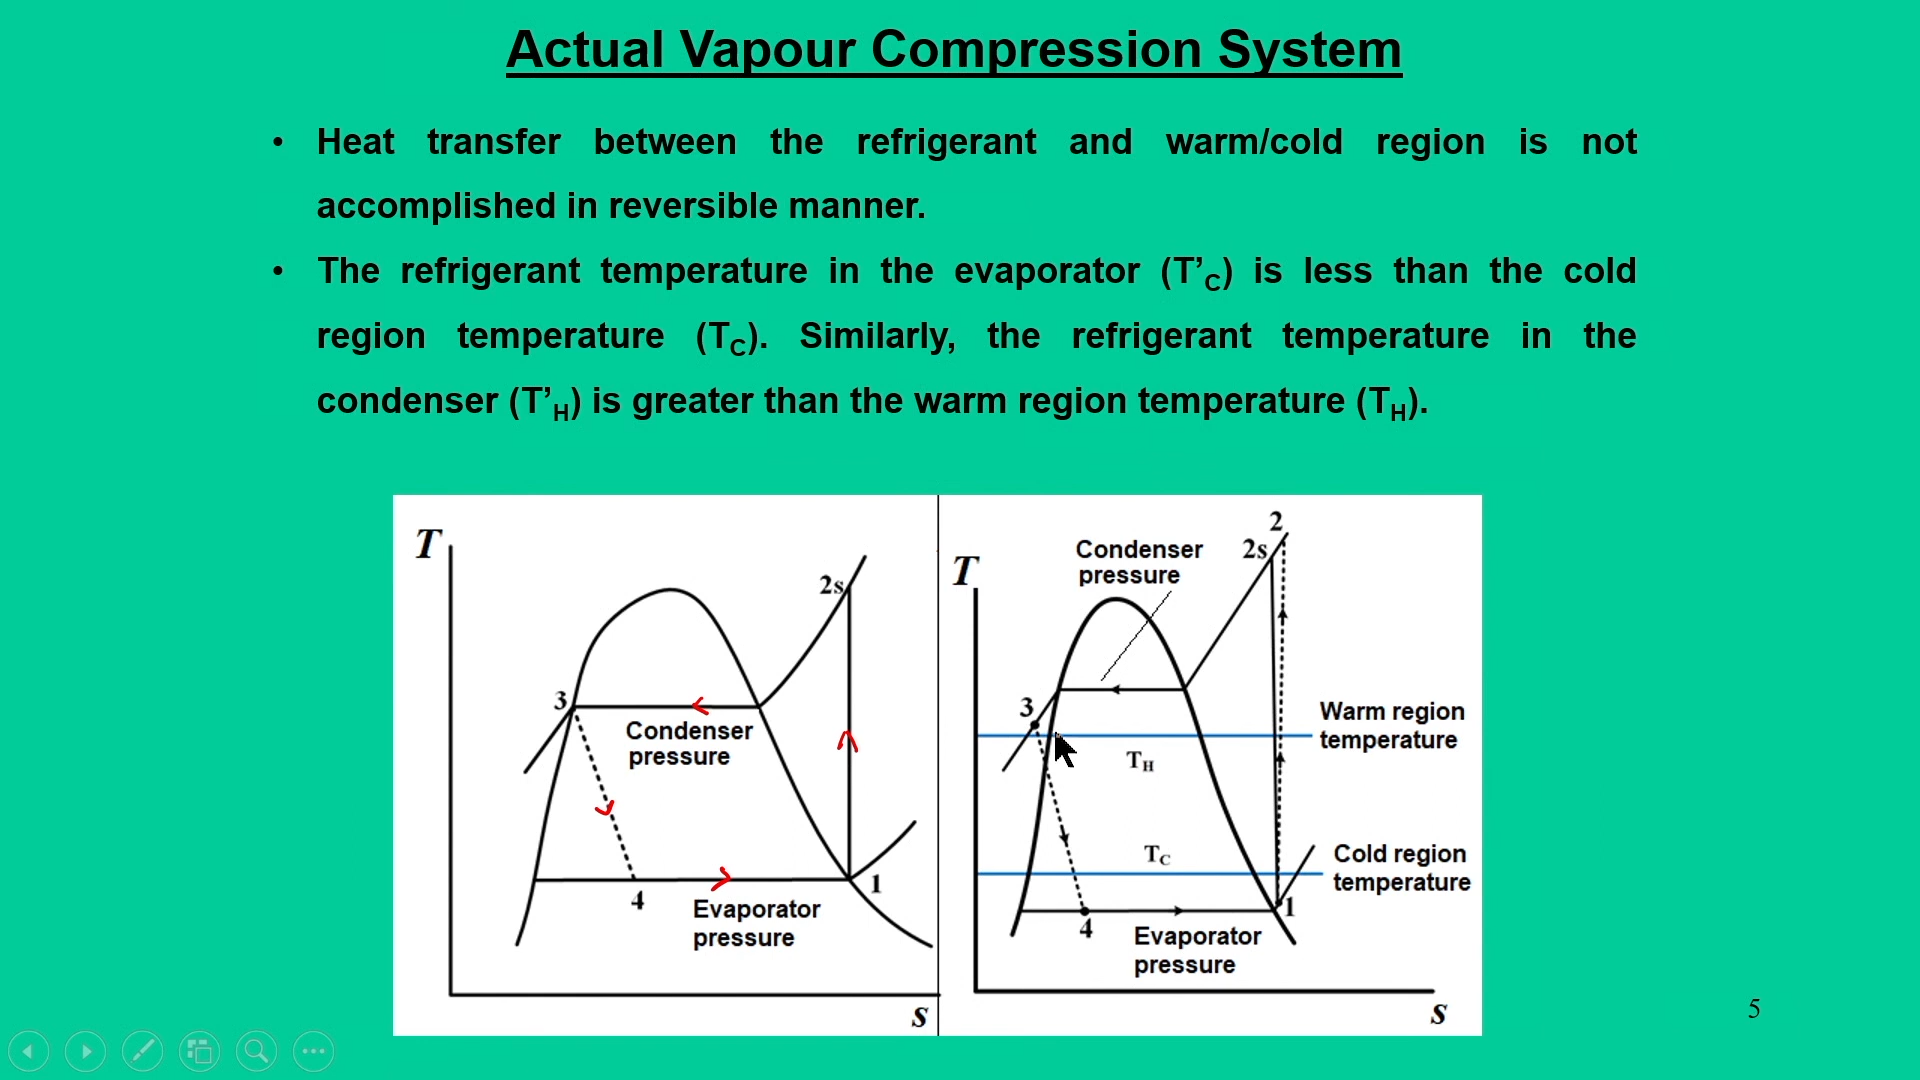 Actual Vapour Compression System
• Heat transfer between the refrigerant and warm/cold region is not
accomplished in reversible manner.
• The refrigerant temperature in the evaporator (T’C) is less than the cold
region temperature (TC). Similarly, the refrigerant temperature in the
condenser (T’H) is greater than the warm region temperature (TH).
T
2s
3
Condenser
pressure
4
1
Evaporator
pressure
s
T
Condenser
pressure
2
2s
3
Warm region
temperature
TH
TC
Cold region
temperature
1
4
Evaporator
pressure
s
5